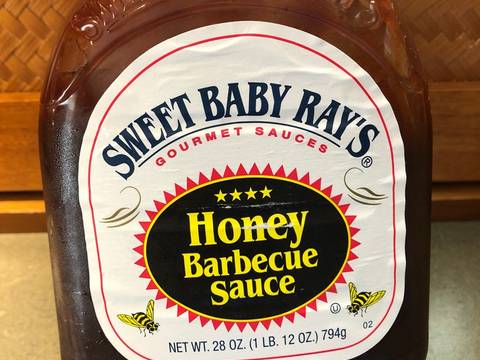 SWEET BABY RAY'S®
GOURMET SAUCES
Honey
Barbecue
Sauce
U
NET WT. 28 OZ. (1 LB. 12 OZ.) 794g
02